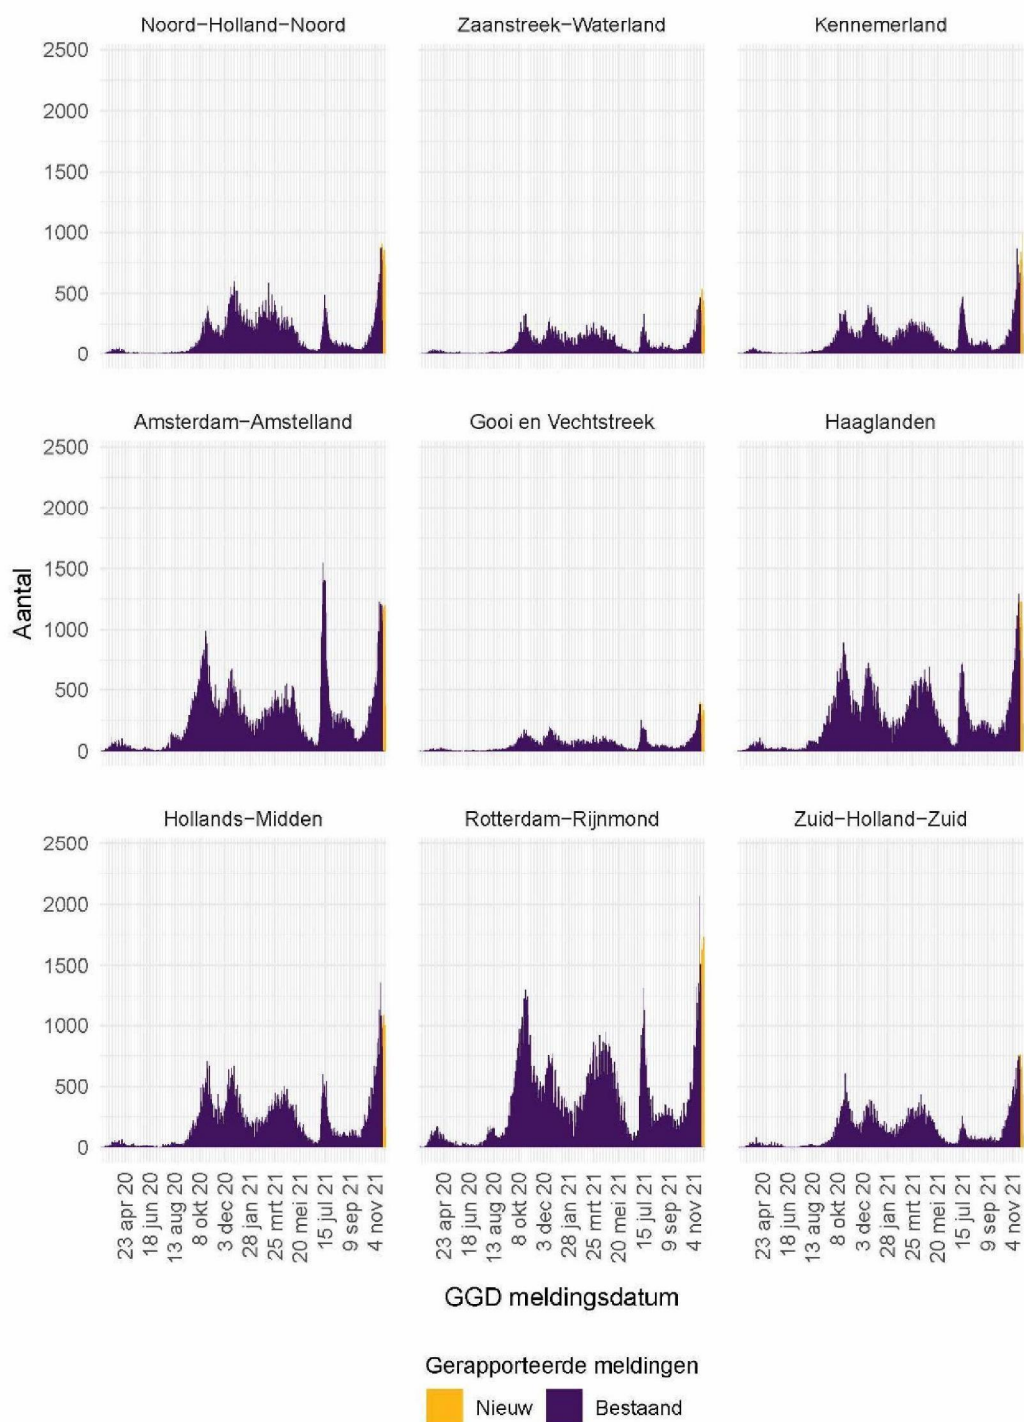 Noord-Holland-Noord Zaanstreek-Waterland Kennemerland
2500
2000
1500
1000
500
0
Amsterdam-Amstelland Gooi en Vechtstreek Haaglanden
2500
2000
1500
1000
500
0
Aantal
Hollands-Midden Rotterdam-Rijnmond Zuid-Holland-Zuid
2500
2000
1500
1000
500
0
23 apr 20 18 jun 20 13 aug 20 8 okt 20 3 dec 20 28 jan 21 25 mrt 21 20 mei 21 15 jul 21 9 sep 21 4 nov 21
23 apr 20 18 jun 20 13 aug 20 8 okt 20 3 dec 20 28 jan 21 25 mrt 21 20 mei 21 15 jul 21 9 sep 21 4 nov 21
23 apr 20 18 jun 20 13 aug 20 8 okt 20 3 dec 20 28 jan 21 25 mrt 21 20 mei 21 15 jul 21 9 sep 21 4 nov 21
GGD meldingsdatum
Gerapporteerde meldingen
Nieuw Bestaand